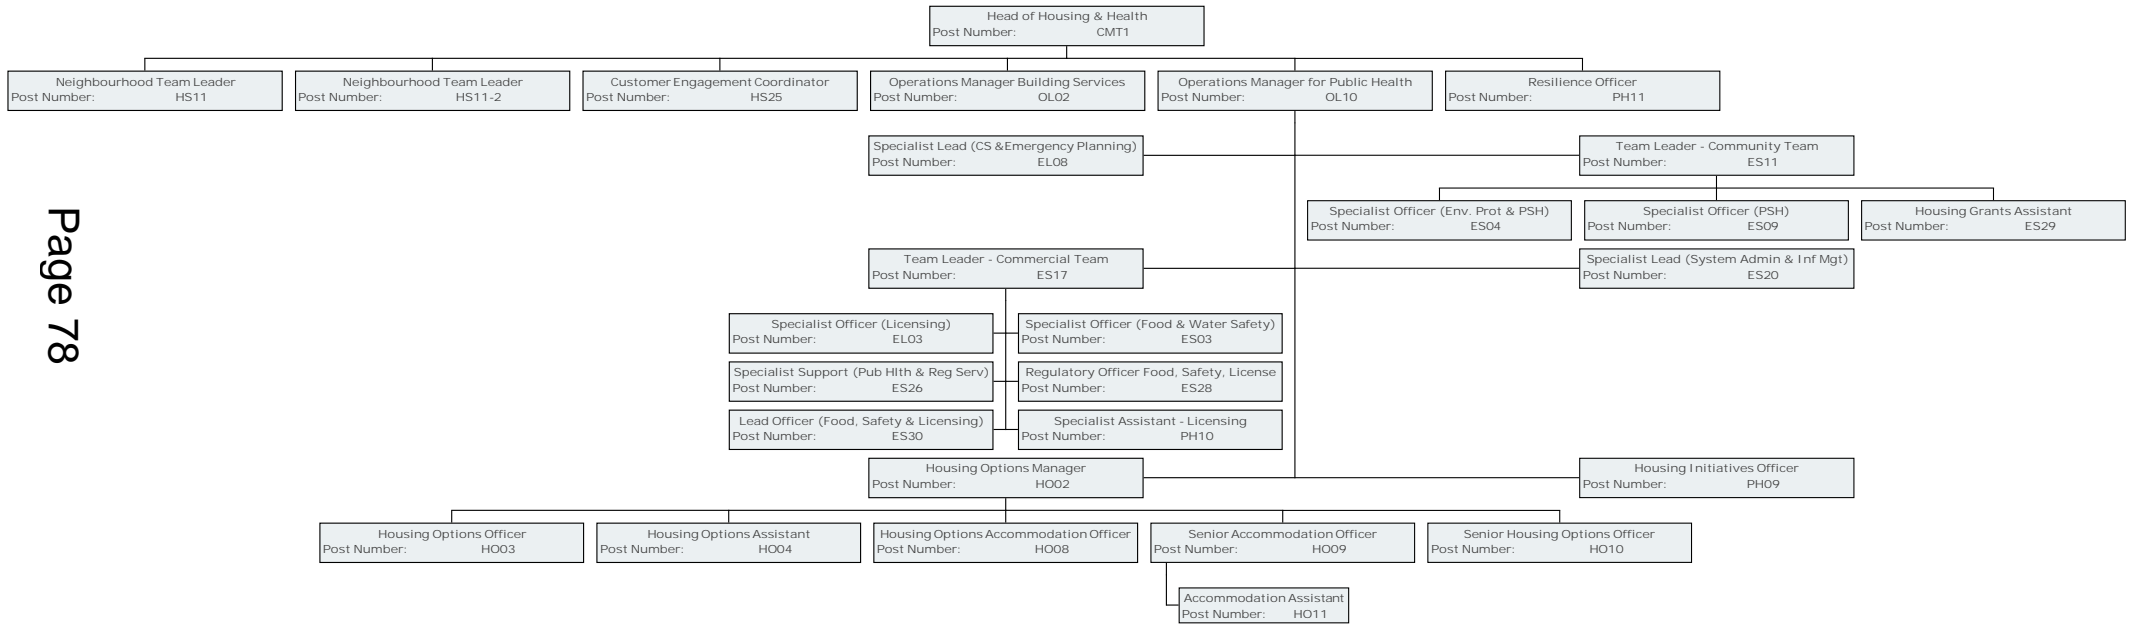 Head of Housing & Health
Post Number: CMT1
Neighbourhood Team Leader
Post Number: HS11
Neighbourhood Team Leader
Post Number: HS11-2
Customer Engagement Coordinator
Post Number: HS25
Operations Manager Building Services
Post Number: OL02
Operations Manager for Public Health
Post Number: OL10
Resilience Officer
Post Number: PH11
Specialist Lead (CS & Emergency Planning)
Post Number: EL08
Team Leader - Community Team
Post Number: ES11
Specialist Officer (Env. Prot & PSH)
Post Number: ES04
Specialist Officer (PSH)
Post Number: ES09
Housing Grants Assistant
Post Number: ES29
Page 78
Team Leader - Commercial Team
Post Number: ES17
Specialist Lead (System Admin & Inf Mgt)
Post Number: ES20
Specialist Officer (Licensing)
Post Number: EL03
Specialist Officer (Food & Water Safety)
Post Number: ES03
Specialist Support (Pub Hlth & Reg Serv)
Post Number: ES26
Regulatory Officer Food, Safety, License
Post Number: ES28
Lead Officer (Food, Safety & Licensing)
Post Number: ES30
Specialist Assistant - Licensing
Post Number: PH10
Housing Options Manager
Post Number: HO02
Housing Initiatives Officer
Post Number: PH09
Housing Options Officer
Post Number: HO03
Housing Options Assistant
Post Number: HO04
Housing Options Accommodation Officer
Post Number: HO08
Senior Accommodation Officer
Post Number: HO09
Senior Housing Options Officer
Post Number: HO10
Accommodation Assistant
Post Number: HO11